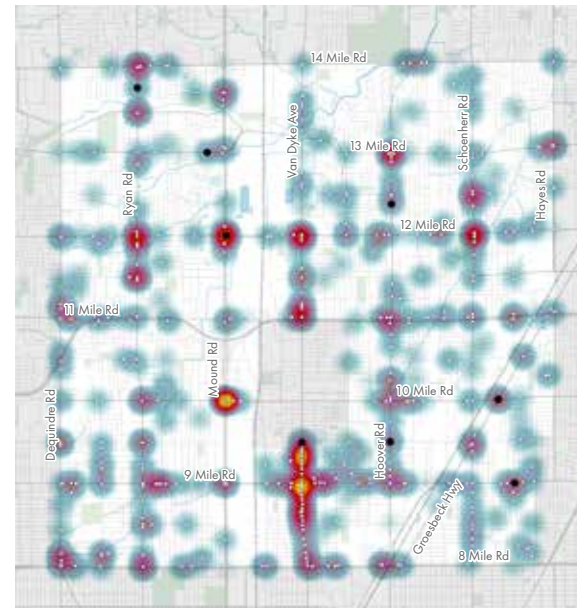 14 Mile Rd
Van Dyke Ave
Schoenherr Rd
13 Mile Rd
Ryan Rd
Hayes Rd
12 Mile Rd
11 Mile Rd
Mound Rd
10 Mile Rd
Dequindre Rd
Hoover Rd
9 Mile Rd
Groesbeck Hwy
8 Mile Rd